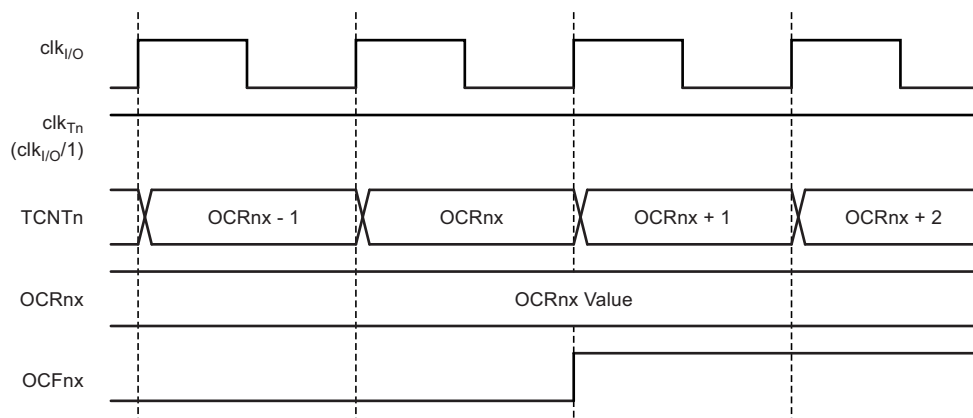 clkI/O
clkTn
(clkI/O/1)
TCNTn OCRnx - 1 OCRnx OCRnx + 1 OCRnx + 2
OCRnx OCRnx Value
OCFnx